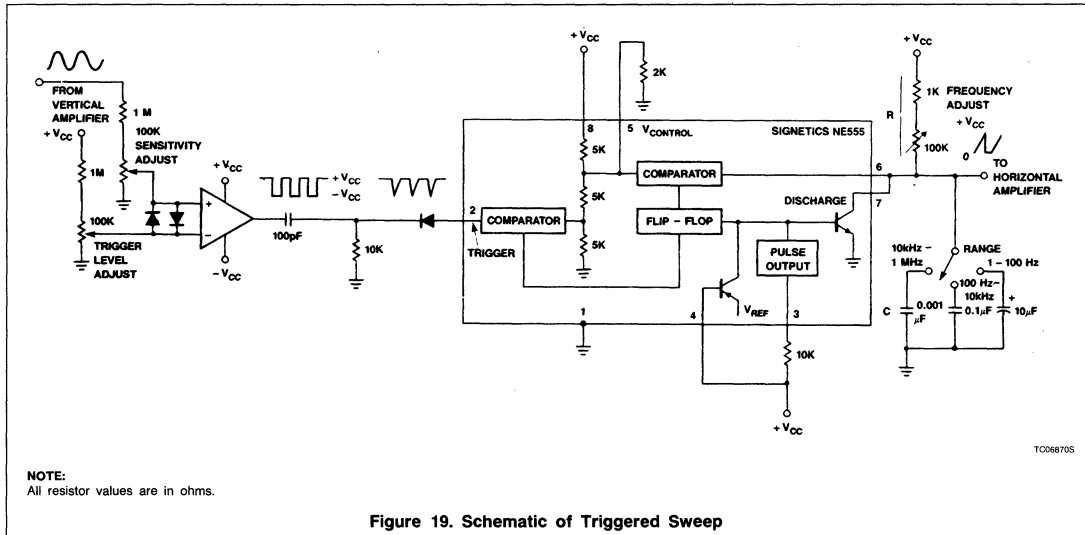 FROM
VERTICAL
AMPLIFIER
1 M
+ VCC
100K
SENSITIVITY
ADJUST
1M
100K
TRIGGER
LEVEL
ADJUST
+ VCC
+
−
− VCC
100pF
+ VCC
− VCC
10K
2
TRIGGER
COMPARATOR
+ VCC
8
5K
5K
5K
5
VCONTROL
2K
SIGNETICS NE555
COMPARATOR
FLIP – FLOP
DISCHARGE
PULSE
OUTPUT
VREF
1
4
3
10K
+ VCC
6
7
+ VCC
1K
FREQUENCY
ADJUST
R
100K
+ VCC
0
TO
HORIZONTAL
AMPLIFIER
RANGE
10kHz –
1 MHz
1 – 100 Hz
100 Hz–
10kHz
C
0.001
μF
0.1μF
+
10μF
TC06870S
NOTE:
All resistor values are in ohms.
Figure 19. Schematic of Triggered Sweep